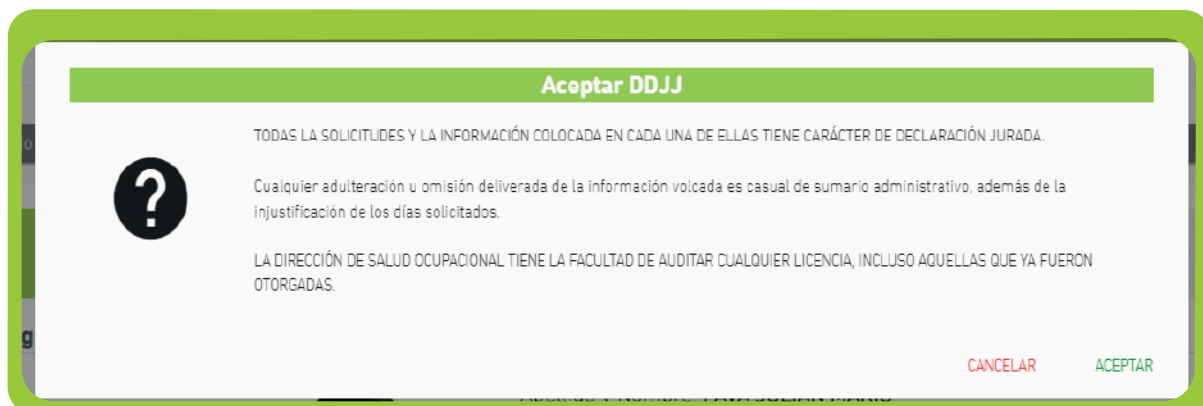 Aceptar DDJJ
TODAS LA SOLICITUDES Y LA INFORMACIÓN COLOCADA EN CADA UNA DE ELLAS TIENE CARÁCTER DE DECLARACIÓN JURADA.
Cualquier adulteración u omisión deliverada de la información volcada es casual de sumario administrativo, además de la
injustificación de los días solicitados.
LA DIRECCIÓN DE SALUD OCUPACIONAL TIENE LA FACULTAD DE AUDITAR CUALQUIER LICENCIA, INCLUSO AQUELLAS QUE YA FUERON
OTORGADAS.
CANCELAR ACEPTAR